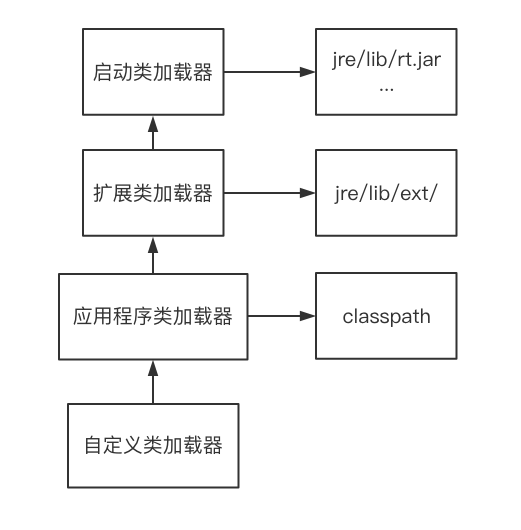 启动类加载器
jre/lib/rt.jar
...
扩展类加载器
jre/lib/ext/
应用程序类加载器
classpath
自定义类加载器